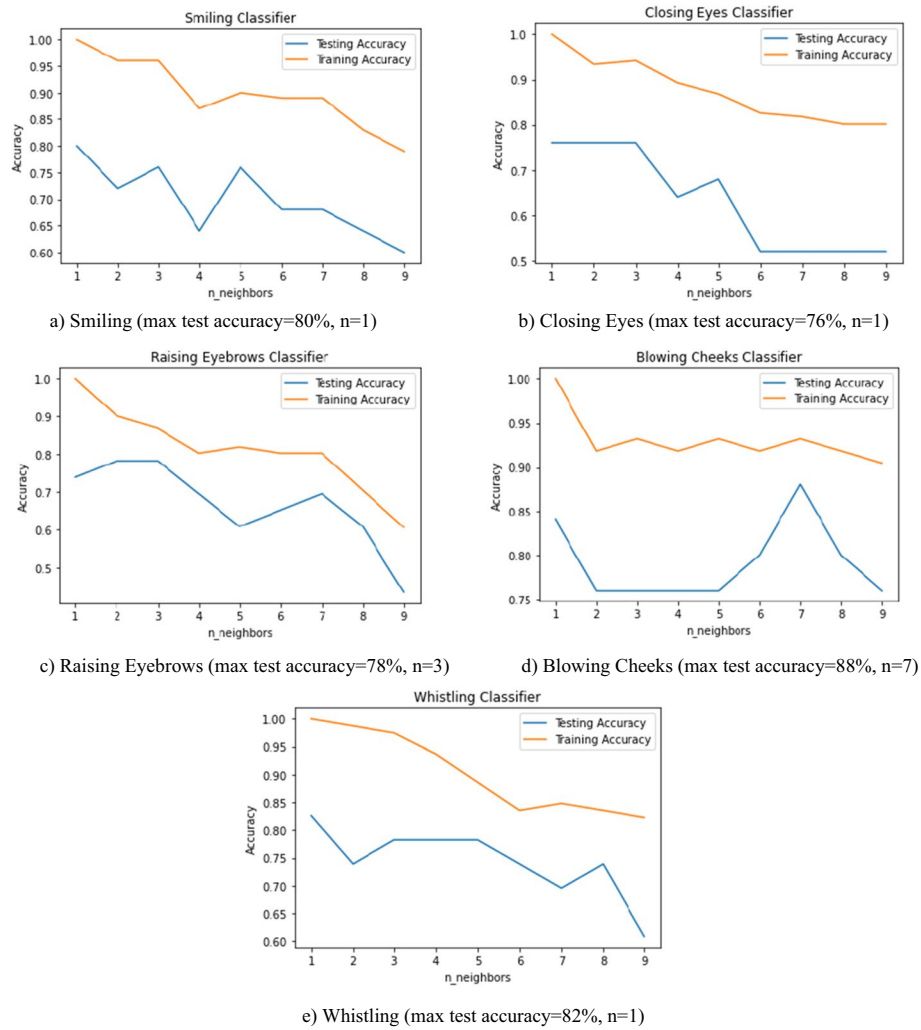 Smiling Classifier
1.00
0.95
0.90
0.85
0.80
0.75
0.70
0.65
0.60
Accuracy
Testing Accuracy
Training Accuracy
1 2 3 4 5 6 7 8 9
n_neighbors
a) Smiling (max test accuracy=80%, n=1)
Closing Eyes Classifier
1.0
0.9
0.8
0.7
0.6
0.5
Accuracy
Testing Accuracy
Training Accuracy
1 2 3 4 5 6 7 8 9
n_neighbors
b) Closing Eyes (max test accuracy=76%, n=1)
Raising Eyebrows Classifier
1.0
0.9
0.8
0.7
0.6
0.5
Accuracy
Testing Accuracy
Training Accuracy
1 2 3 4 5 6 7 8 9
n_neighbors
c) Raising Eyebrows (max test accuracy=78%, n=3)
Blowing Cheeks Classifier
1.00
0.95
0.90
0.85
0.80
0.75
Accuracy
Testing Accuracy
Training Accuracy
1 2 3 4 5 6 7 8 9
n_neighbors
d) Blowing Cheeks (max test accuracy=88%, n=7)
Whistling Classifier
1.00
0.95
0.90
0.85
0.80
0.75
0.70
0.65
0.60
Accuracy
Testing Accuracy
Training Accuracy
1 2 3 4 5 6 7 8 9
n_neighbors
e) Whistling (max test accuracy=82%, n=1)